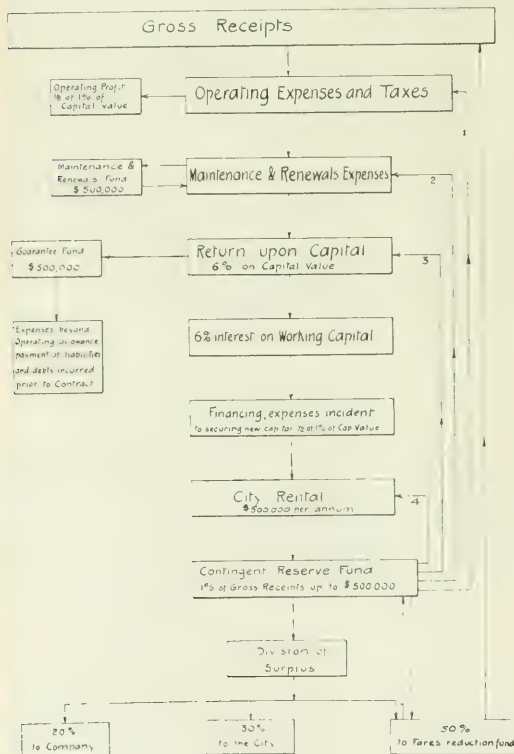 Gross Receipts
Operating Profit
1/8 of 1% of
Capital value
Operating Expenses and Taxes
1
Maintenance &
Renewals Fund
$500,000
Maintenance & Renewals Expenses
2
Guarantee Fund
$500,000
Return upon Capital
6% on Capital Value
3
Expenses beyond
Operating allowance
payment of liabilities
and debts incurred
prior to Contract
6% interest on Working Capital
Financing, expenses incident
to securing new capital 1/2 of 1% of Cap Value
City Rental
$500,000 per annum
4
Contingent Reserve Fund
1% of Gross Receipts up to $500,000
Division of
Surplus
20%
to Company
30%
to the City
50%
to Fares reduction fund